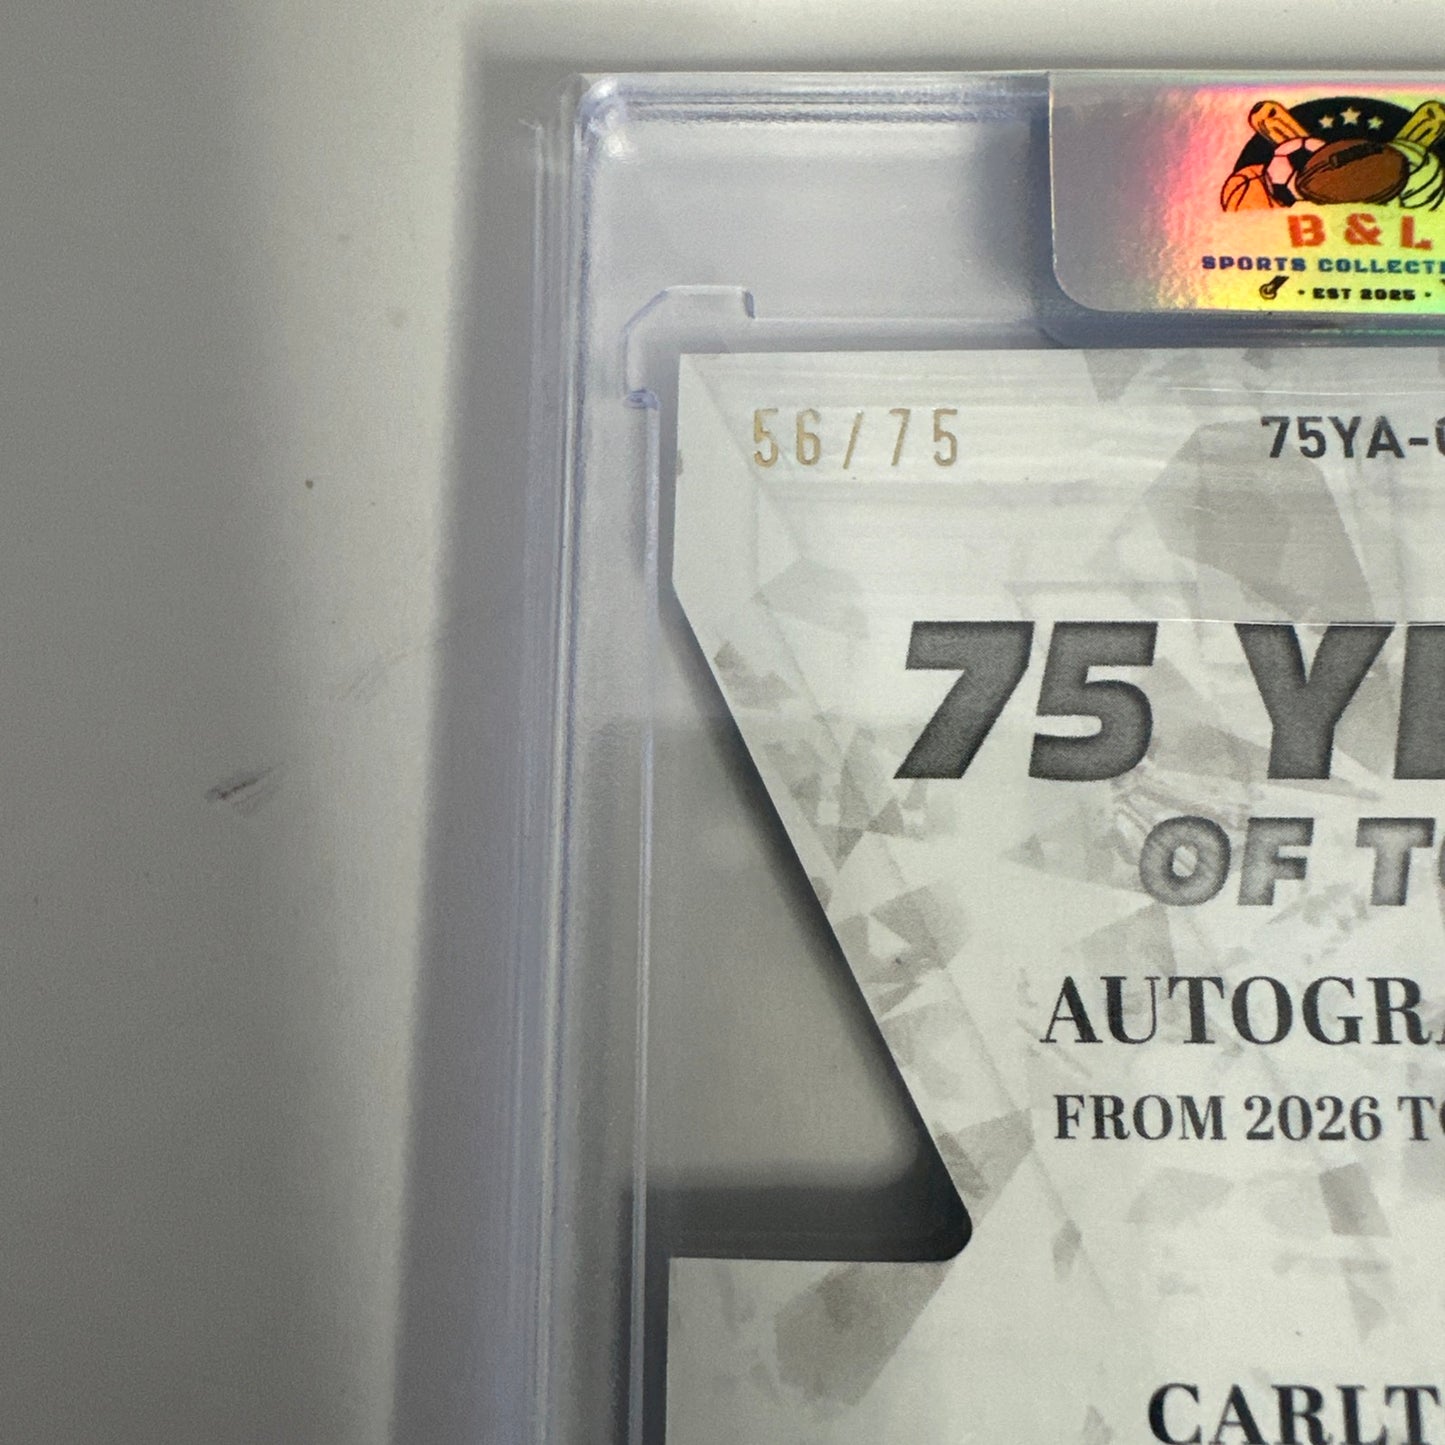 B & L
SPORTS COLLECTI
• EST 2025 •
56/75
75YA-
75 YE
OF TO
AUTOGRA
FROM 2026 TO
CARLT